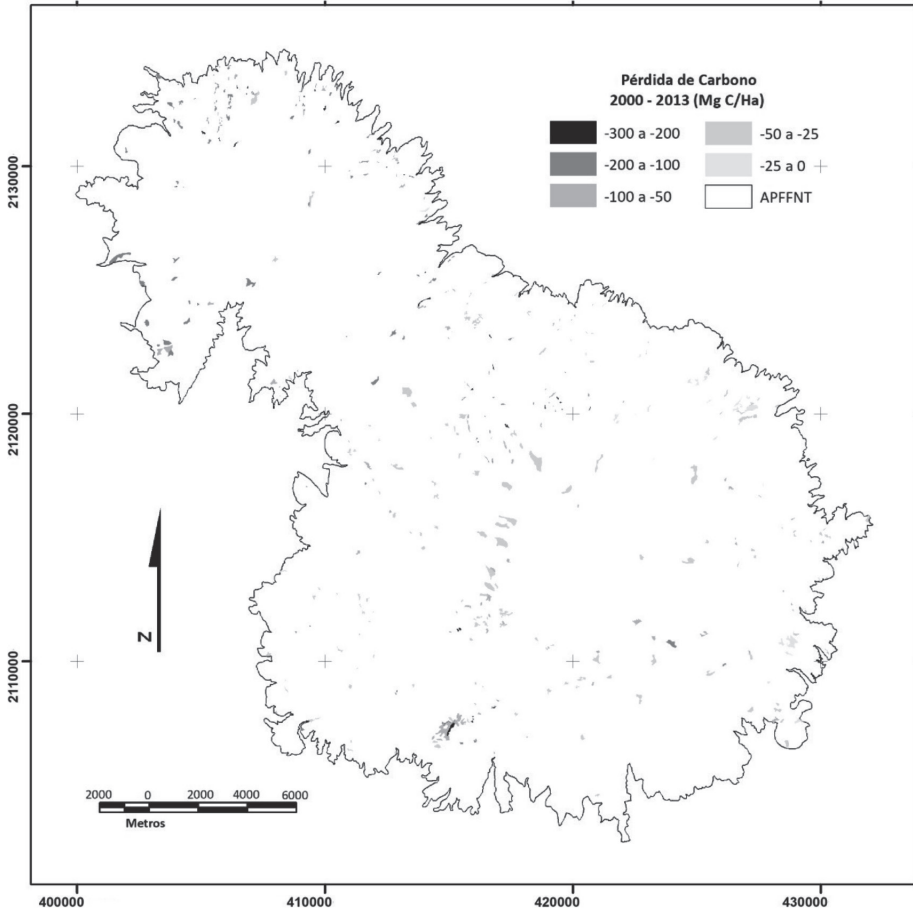 Pérdida de Carbono
2000 - 2013 (Mg C/Ha)
-300 a -200
-50 a -25
-200 a -100
-25 a 0
-100 a -50
APFFNT
2130000
2120000
2110000
N
2000 0 2000 4000 6000
Metros
400000 410000 420000 430000